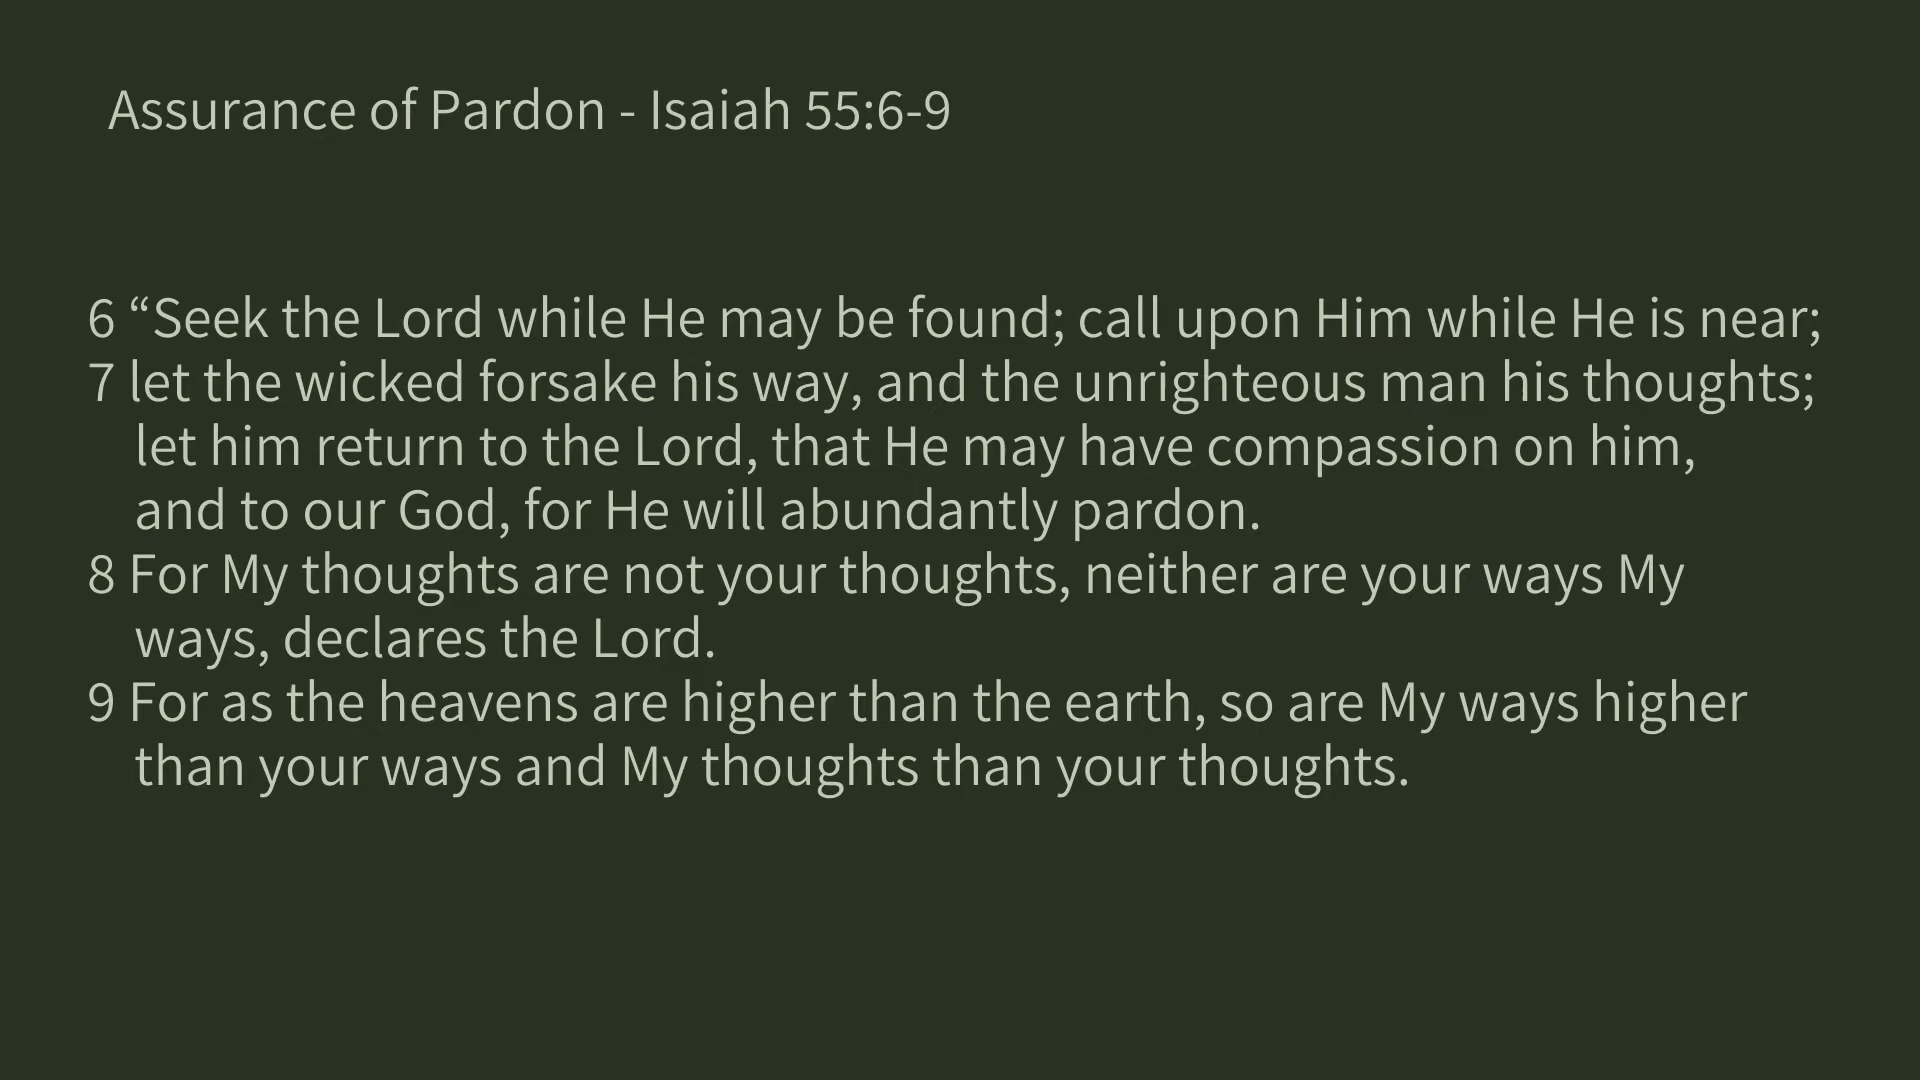 Assurance of Pardon - Isaiah 55:6-9
6 “Seek the Lord while He may be found; call upon Him while He is near;
7 let the wicked forsake his way, and the unrighteous man his thoughts;
let him return to the Lord, that He may have compassion on him,
and to our God, for He will abundantly pardon.
8 For My thoughts are not your thoughts, neither are your ways My
ways, declares the Lord.
9 For as the heavens are higher than the earth, so are My ways higher
than your ways and My thoughts than your thoughts.